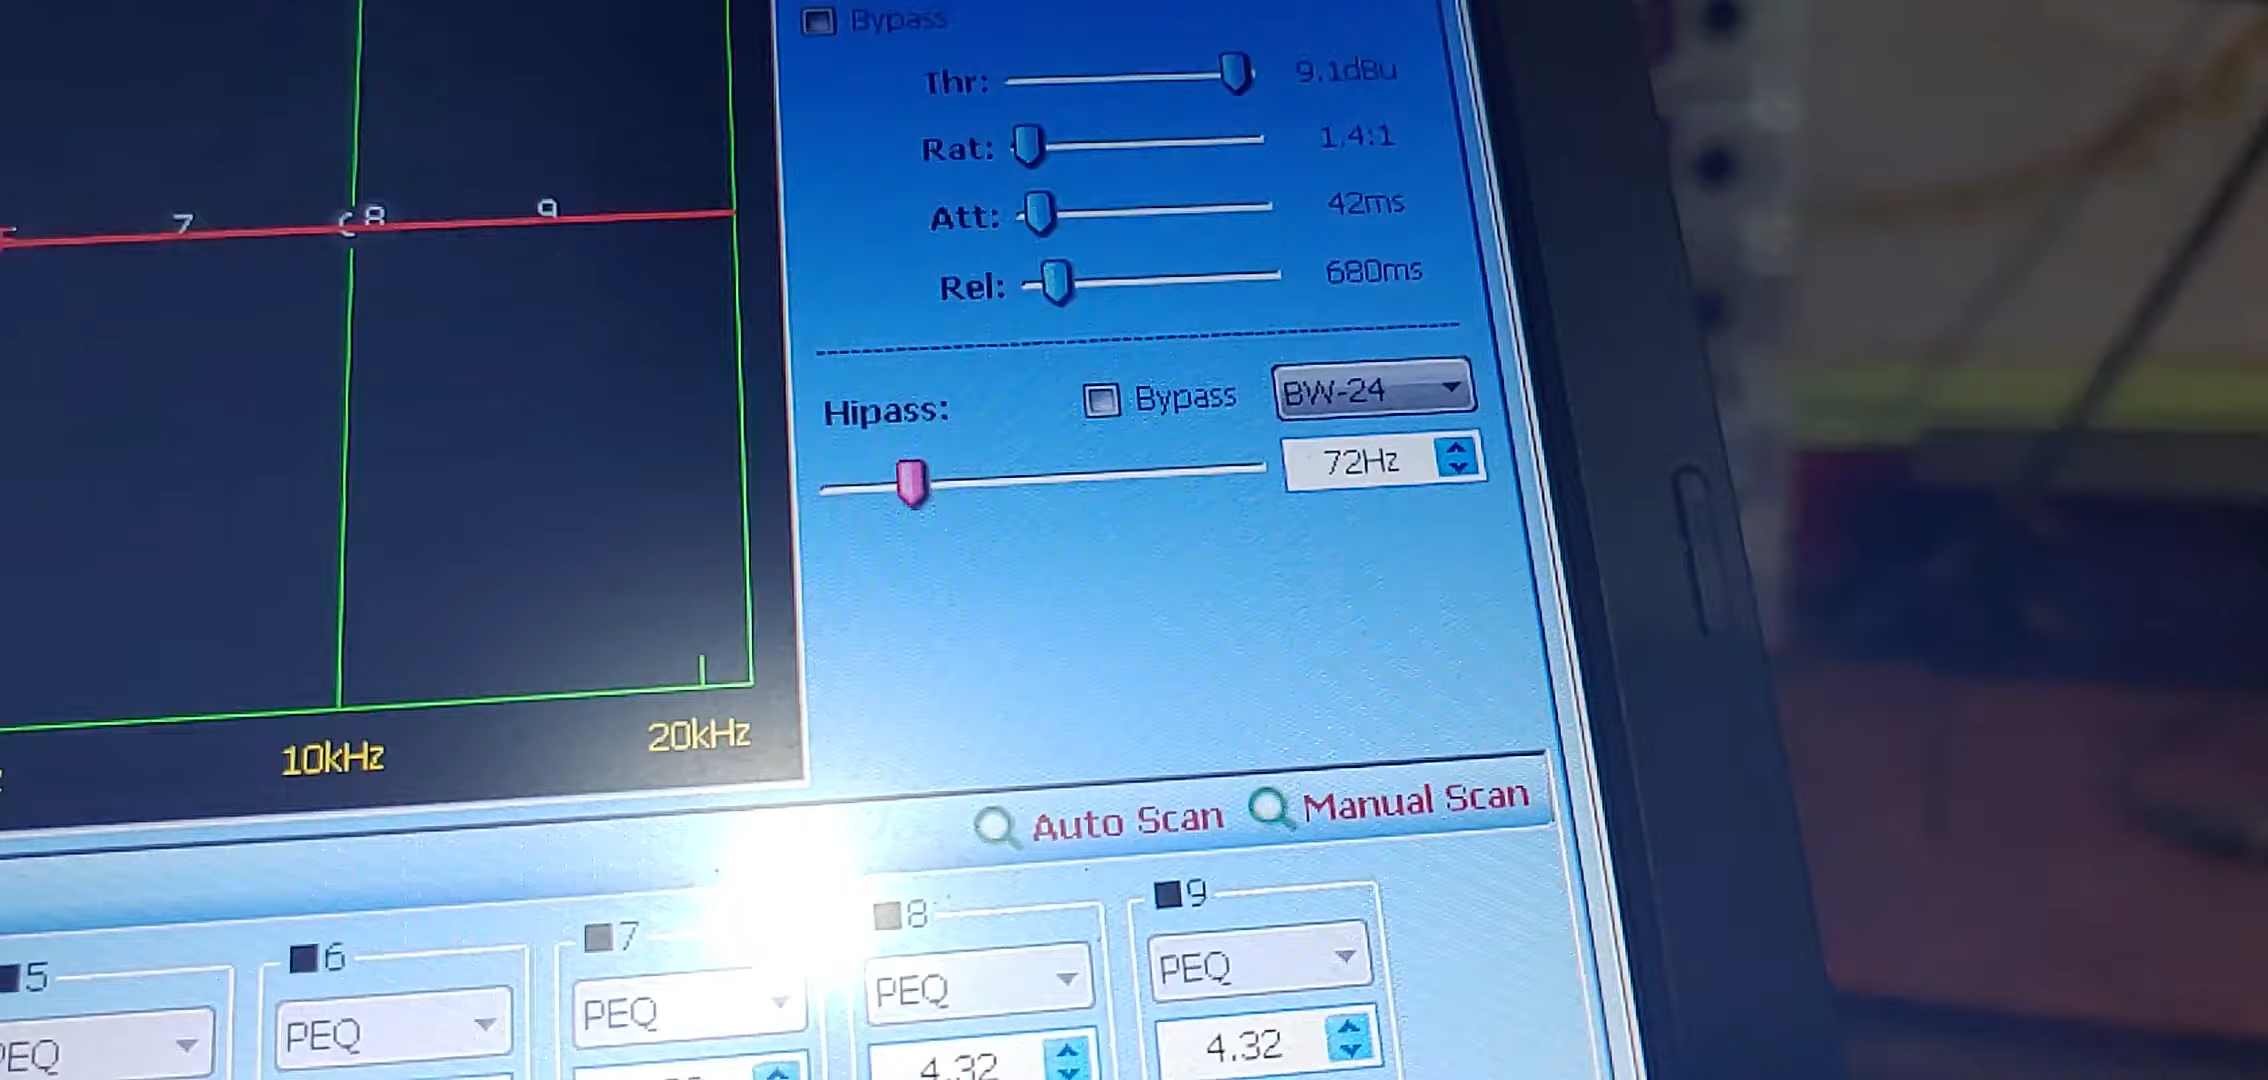 Bypass
Thr: 9.1dBu
Rat: 1.4:1
Att: 42ms
Rel: 680ms
7 8 9
Hipass: Bypass BW-24
72Hz
10kHz 20kHz
Auto Scan Manual Scan
5 6 7 8 9
PEQ PEQ PEQ PEQ PEQ
4.32 4.32